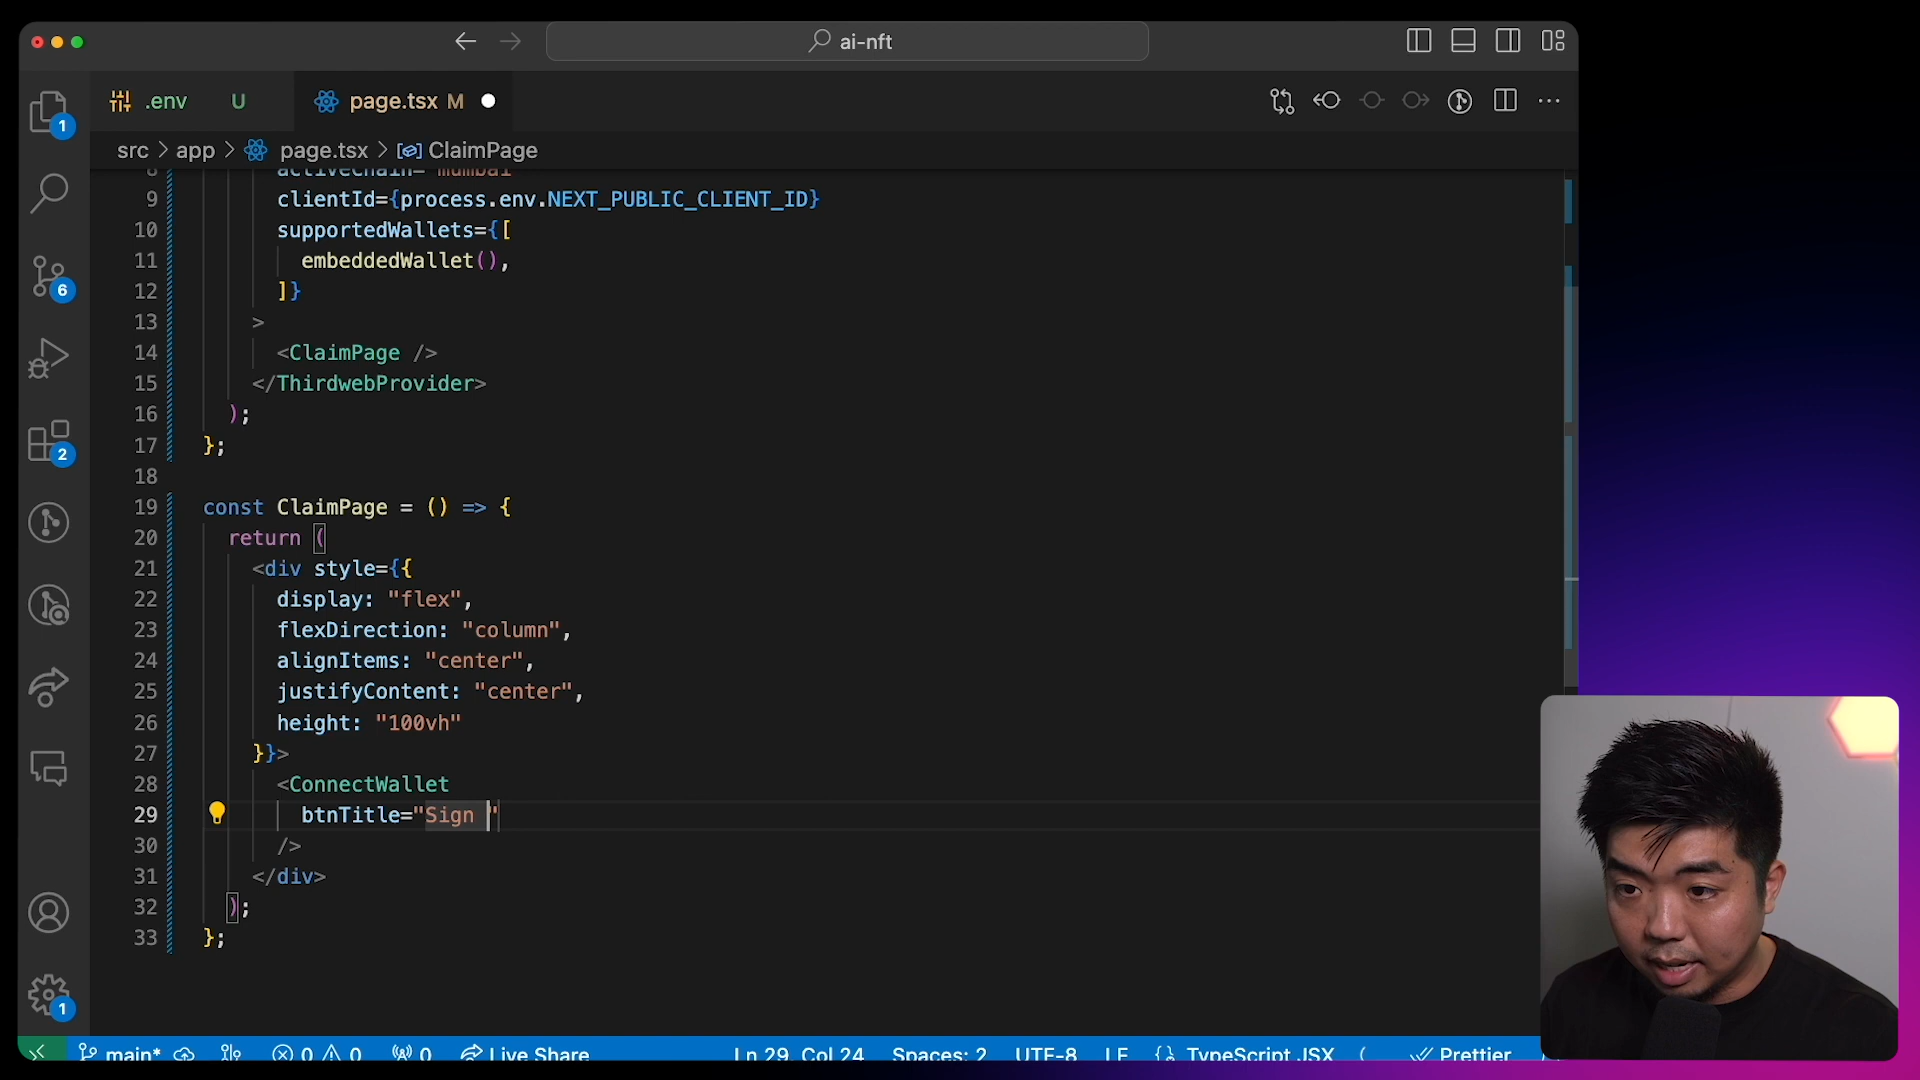 ai-nft
.env U
page.tsx M
src > app > page.tsx > ClaimPage
8 activeChain="mumbai"
9 clientId={process.env.NEXT_PUBLIC_CLIENT_ID}
10 supportedWallets={[
11 embeddedWallet(),
12 ]}
13 >
14 <ClaimPage />
15 </ThirdwebProvider>
16 );
17 };
18
19 const ClaimPage = () => {
20 return (
21 <div style={{
22 display: "flex",
23 flexDirection: "column",
24 alignItems: "center",
25 justifyContent: "center",
26 height: "100vh"
27 }}>
28 <ConnectWallet
29 btnTitle="Sign "
30 />
31 </div>
32 );
33 };
1
6
2
1
main* 0 0 0 Live Share Ln 29, Col 24 Spaces: 2 UTF-8 LF {} TypeScript JSX Prettier